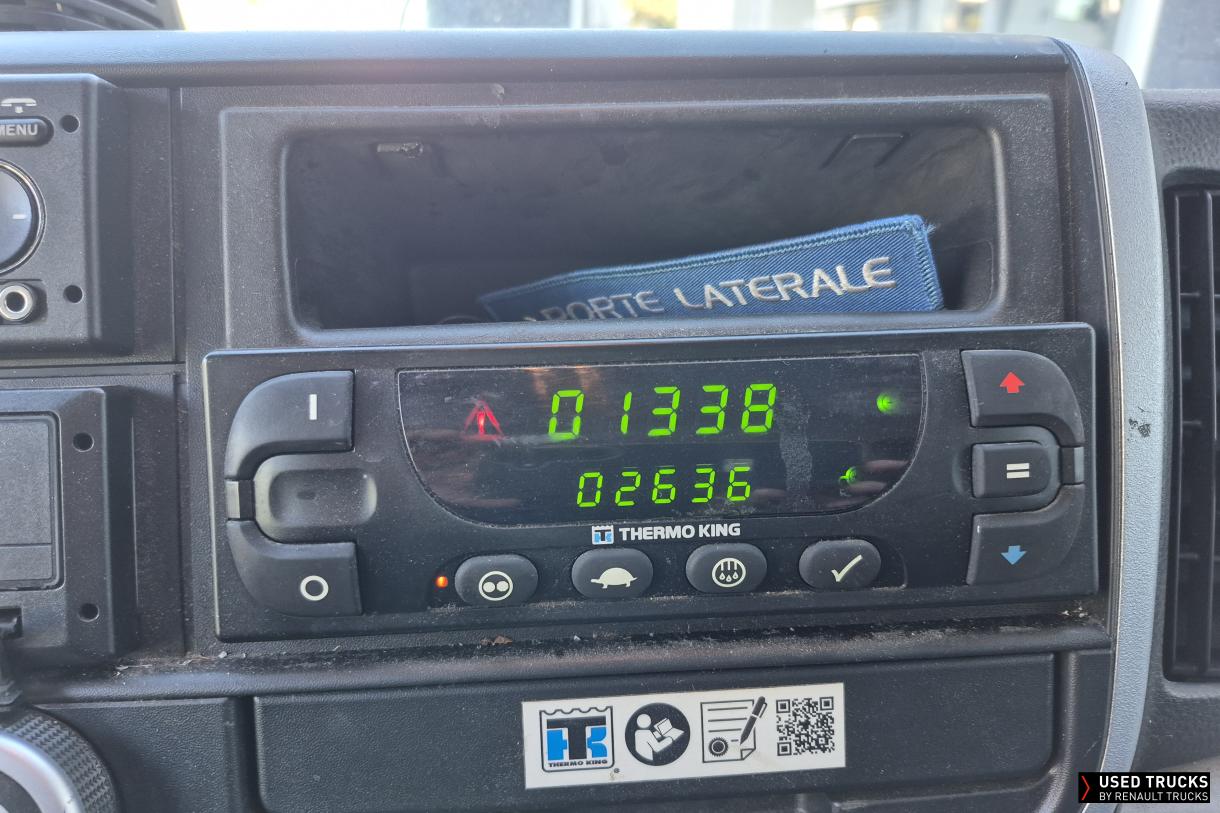 MENU
PORTE LATERALE
01338
02636
THERMO KING
THERMO KING
USED TRUCKS
BY RENAULT TRUCKS